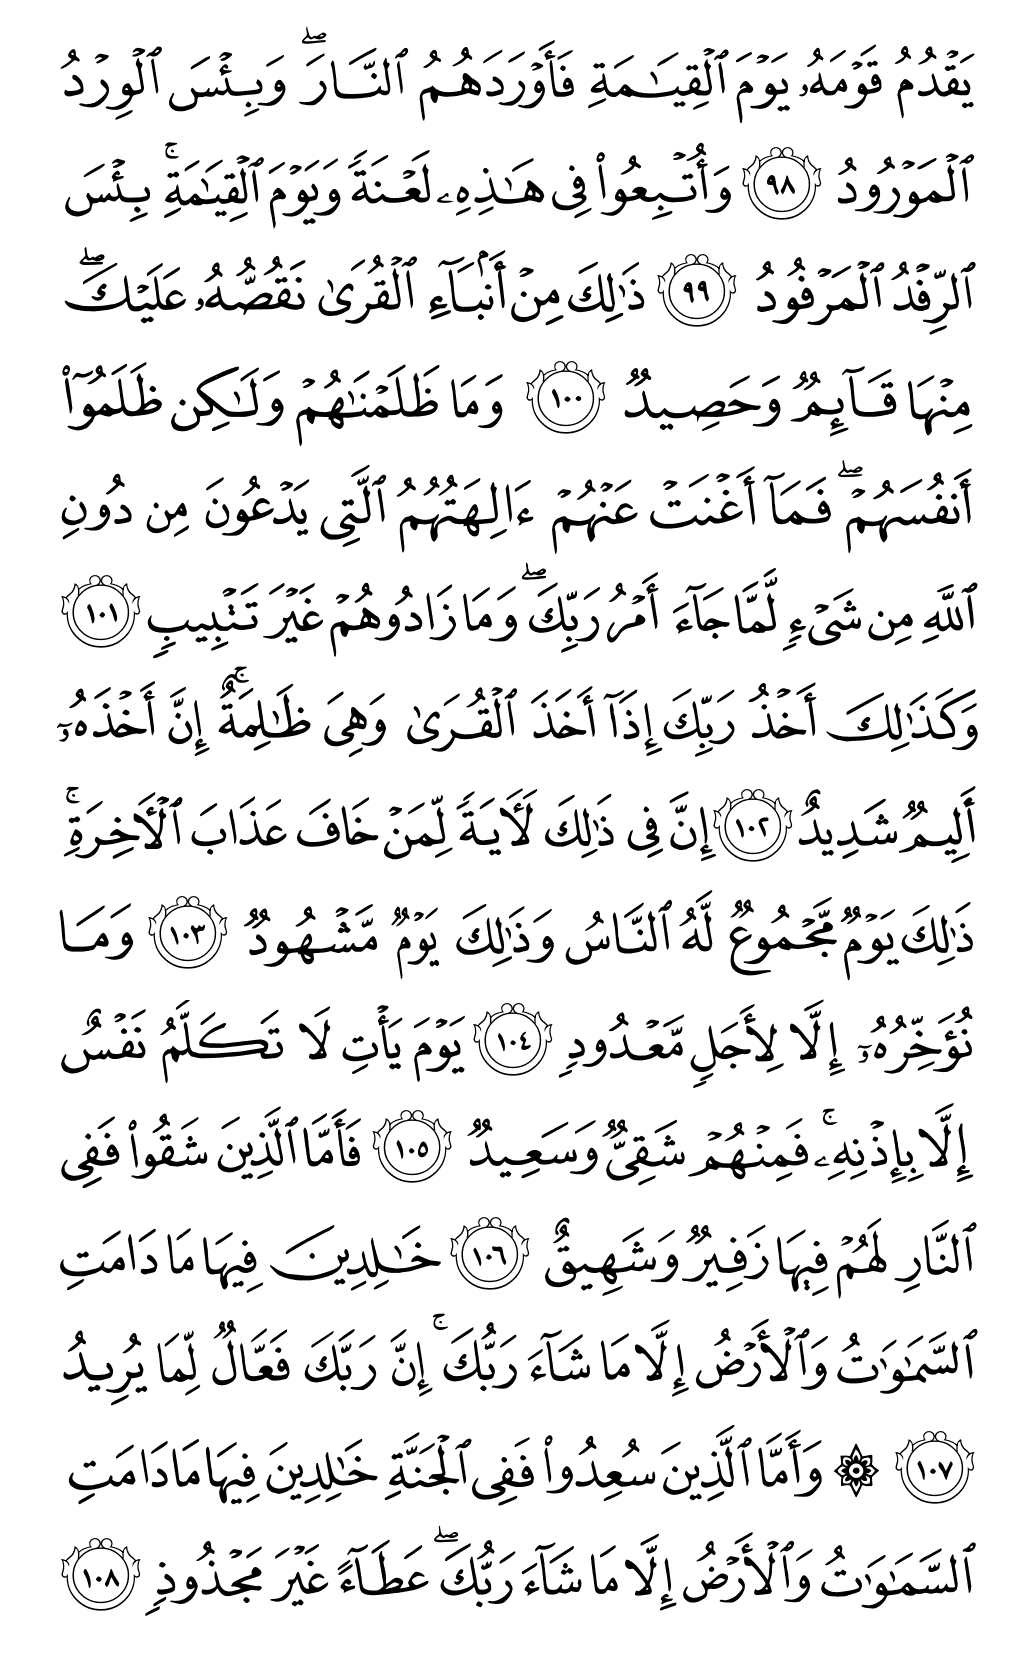 يَقۡدُمُ قَوۡمَهُۥ يَوۡمَ ٱلۡقِيَٰمَةِ فَأَوۡرَدَهُمُ ٱلنَّارَۖ وَبِئۡسَ ٱلۡوِرۡدُ
ٱلۡمَوۡرُودُ ٩٨ وَأُتۡبِعُواْ فِي هَٰذِهِۦ لَعۡنَةٗ وَيَوۡمَ ٱلۡقِيَٰمَةِۚ بِئۡسَ
ٱلرِّفۡدُ ٱلۡمَرۡفُودُ ٩٩ ذَٰلِكَ مِنۡ أَنۢبَآءِ ٱلۡقُرَىٰ نَقُصُّهُۥ عَلَيۡكَۖ
مِنۡهَا قَآئِمٞ وَحَصِيدٞ ١٠٠ وَمَا ظَلَمۡنَٰهُمۡ وَلَٰكِن ظَلَمُوٓاْ
أَنفُسَهُمۡۖ فَمَآ أَغۡنَتۡ عَنۡهُمۡ ءَالِهَتُهُمُ ٱلَّتِي يَدۡعُونَ مِن دُونِ
ٱللَّهِ مِن شَيۡءٖ لَّمَّا جَآءَ أَمۡرُ رَبِّكَۖ وَمَا زَادُوهُمۡ غَيۡرَ تَتۡبِيبٖ ١٠١
وَكَذَٰلِكَ أَخۡذُ رَبِّكَ إِذَآ أَخَذَ ٱلۡقُرَىٰ وَهِيَ ظَٰلِمَةٌۚ إِنَّ أَخۡذَهُۥٓ
أَلِيمٞ شَدِيدٌ ١٠٢ إِنَّ فِي ذَٰلِكَ لَأٓيَةٗ لِّمَنۡ خَافَ عَذَابَ ٱلۡأٓخِرَةِۚ
ذَٰلِكَ يَوۡمٞ مَّجۡمُوعٞ لَّهُ ٱلنَّاسُ وَذَٰلِكَ يَوۡمٞ مَّشۡهُودٞ ١٠٣ وَمَا
نُؤَخِّرُهُۥٓ إِلَّا لِأَجَلٖ مَّعۡدُودٖ ١٠٤ يَوۡمَ يَأۡتِ لَا تَكَلَّمُ نَفۡسٌ
إِلَّا بِإِذۡنِهِۦۚ فَمِنۡهُمۡ شَقِيّٞ وَسَعِيدٞ ١٠٥ فَأَمَّا ٱلَّذِينَ شَقُواْ فَفِي
ٱلنَّارِ لَهُمۡ فِيهَا زَفِيرٞ وَشَهِيقٌ ١٠٦ خَٰلِدِينَ فِيهَا مَا دَامَتِ
ٱلسَّمَٰوَٰتُ وَٱلۡأَرۡضُ إِلَّا مَا شَآءَ رَبُّكَۚ إِنَّ رَبَّكَ فَعَّالٞ لِّمَا يُرِيدُ
١٠٧ ۞ وَأَمَّا ٱلَّذِينَ سُعِدُواْ فَفِي ٱلۡجَنَّةِ خَٰلِدِينَ فِيهَا مَا دَامَتِ
ٱلسَّمَٰوَٰتُ وَٱلۡأَرۡضُ إِلَّا مَا شَآءَ رَبُّكَۖ عَطَآءً غَيۡرَ مَجۡذُوذٖ ١٠٨